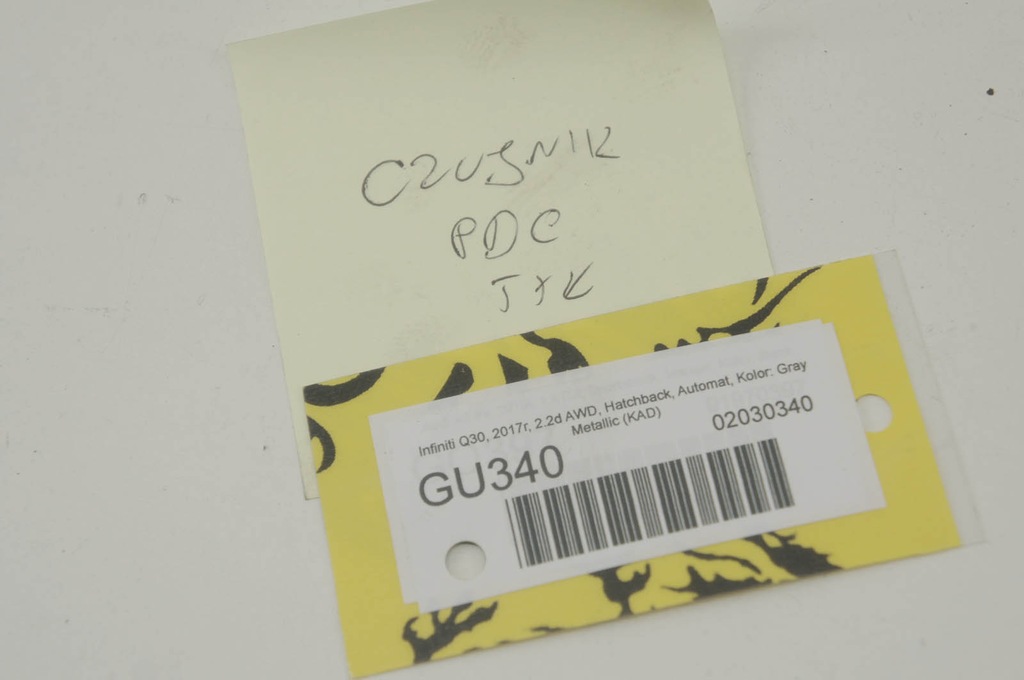 CZUJNIK
PDC
TYŁ
Infiniti Q30, 2017r, 2.2d AWD, Hatchback, Automat, Kolor: Gray
Metallic (KAD)
GU340
02030340